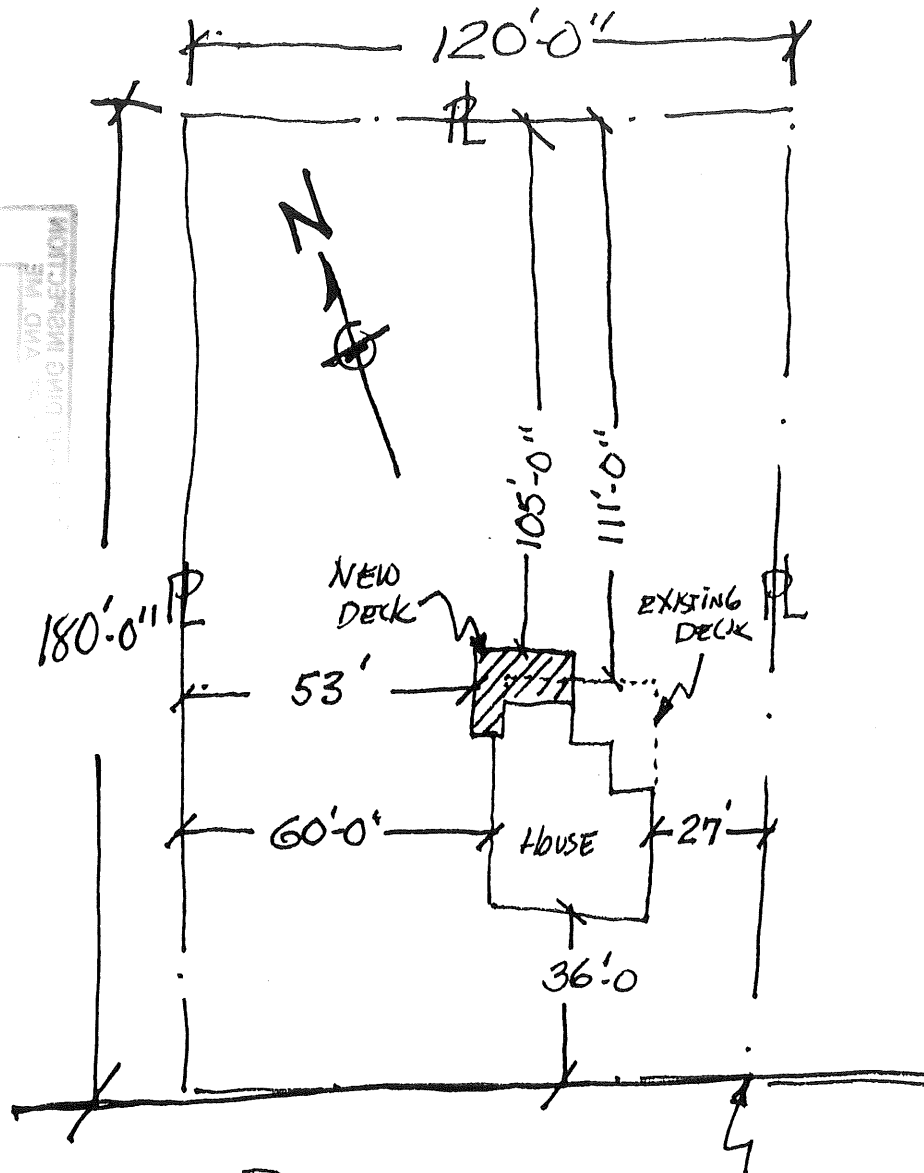 120'-0"
PL
N
105'-0"
111'-0"
NEW
DECK
EXISTING
DECK
PL
PL
180'-0"
53'
60'-0"
HOUSE
27'
36'-0